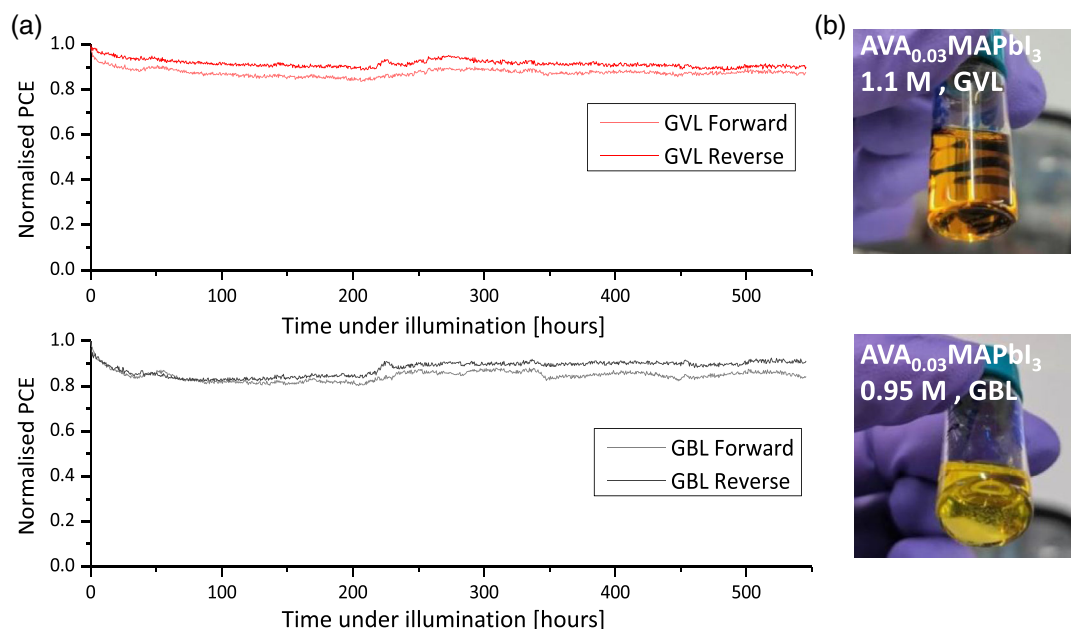 (a)
Normalised PCE
1.0
0.8
0.6
0.4
0.2
0.0
GVL Forward
GVL Reverse
0 100 200 300 400 500
Time under illumination [hours]
Normalised PCE
1.0
0.8
0.6
0.4
0.2
0.0
GBL Forward
GBL Reverse
0 100 200 300 400 500
Time under illumination [hours]
(b)
AVA0.03MAPbI3
1.1 M , GVL
AVA0.03MAPbI3
0.95 M , GBL